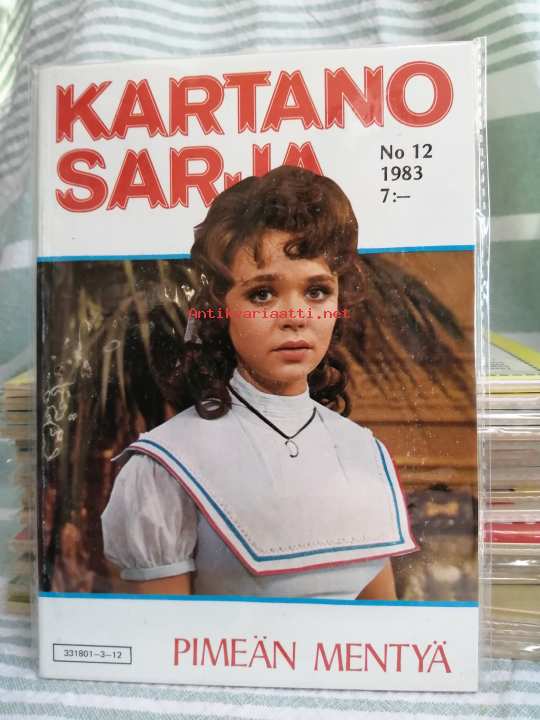 KARTANO
SARJA
No 12
1983
7:—
Antikvariaatti.net
331801-3-12
PIMEÄN MENTYÄ